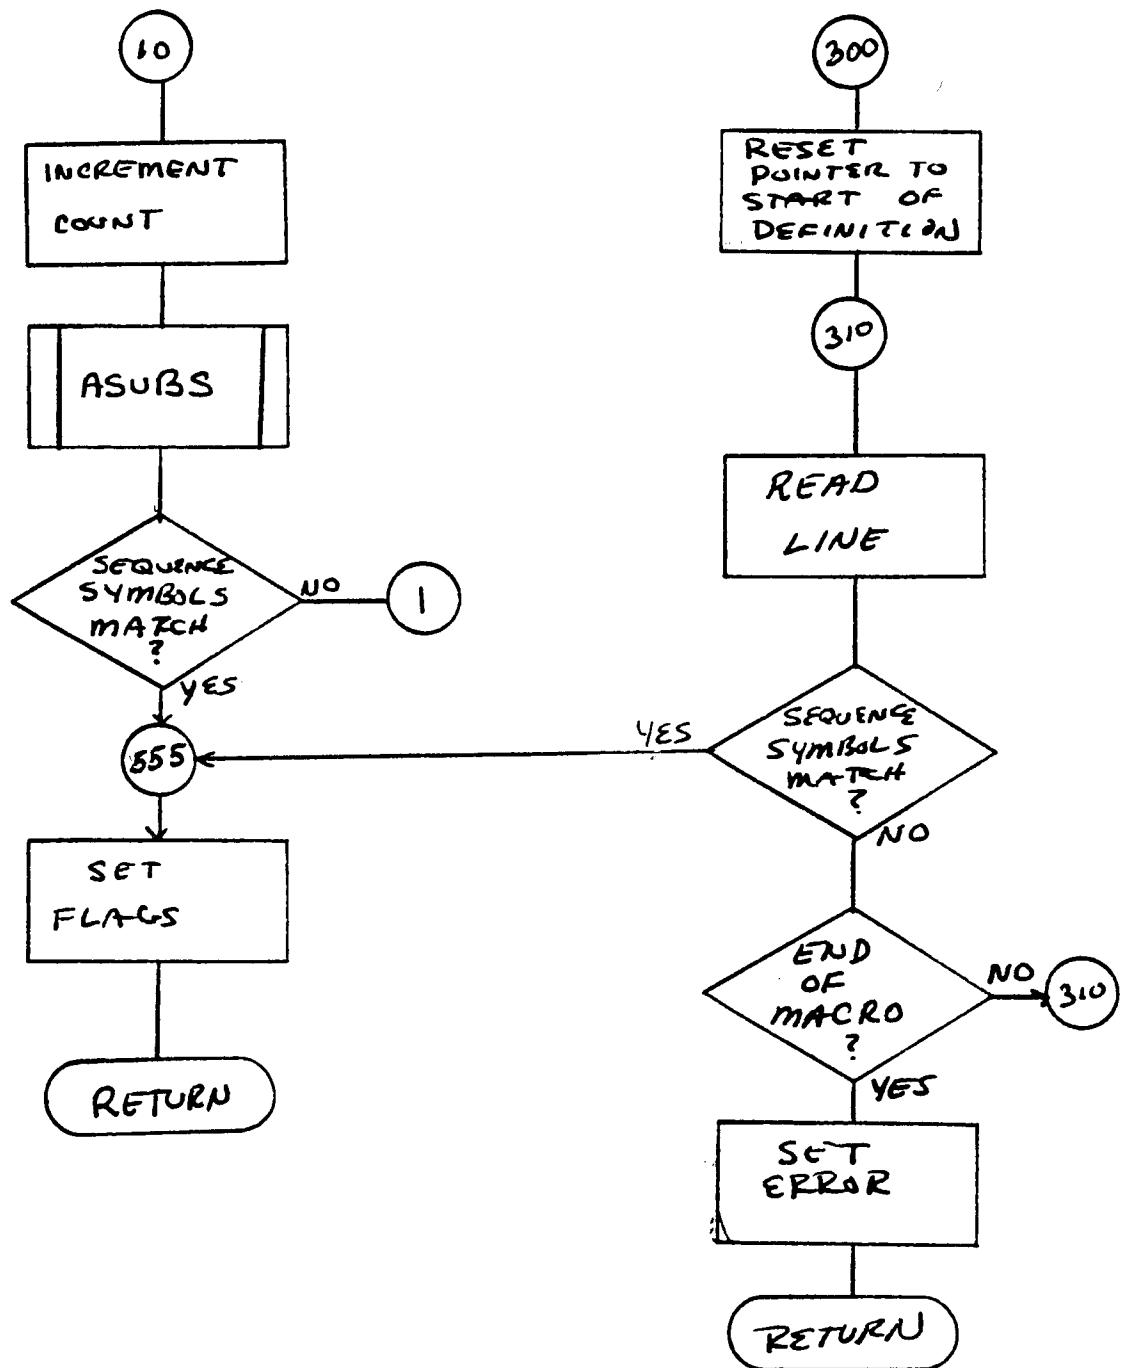 10
INCREMENT
COUNT
ASUBS
SEQUENCE
SYMBOLS
MATCH
?
NO
1
YES
555
SET
FLAGS
RETURN
300
RESET
POINTER TO
START OF
DEFINITION
310
READ
LINE
SEQUENCE
SYMBOLS
MATCH
?
YES
NO
END
OF
MACRO
?
NO
310
YES
SET
ERROR
RETURN